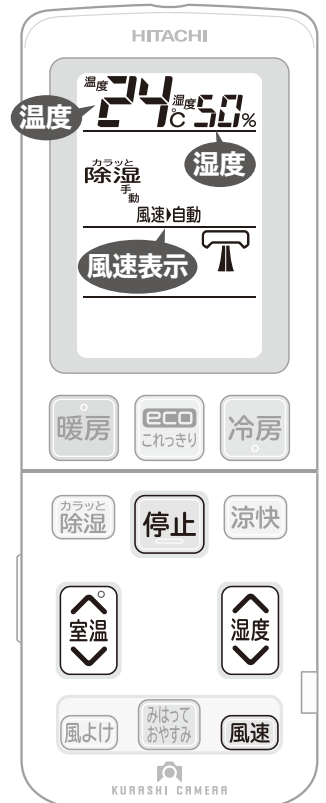 HITACHI
温度 24℃ 湿度 50%
温度
湿度
カラッと
除湿
手動
風速▶自動
風速表示
暖房 eco これっきり 冷房
カラッと除湿 停止 涼快
室温 湿度
風よけ みはっておやすみ 風速
KURASHI CAMERA